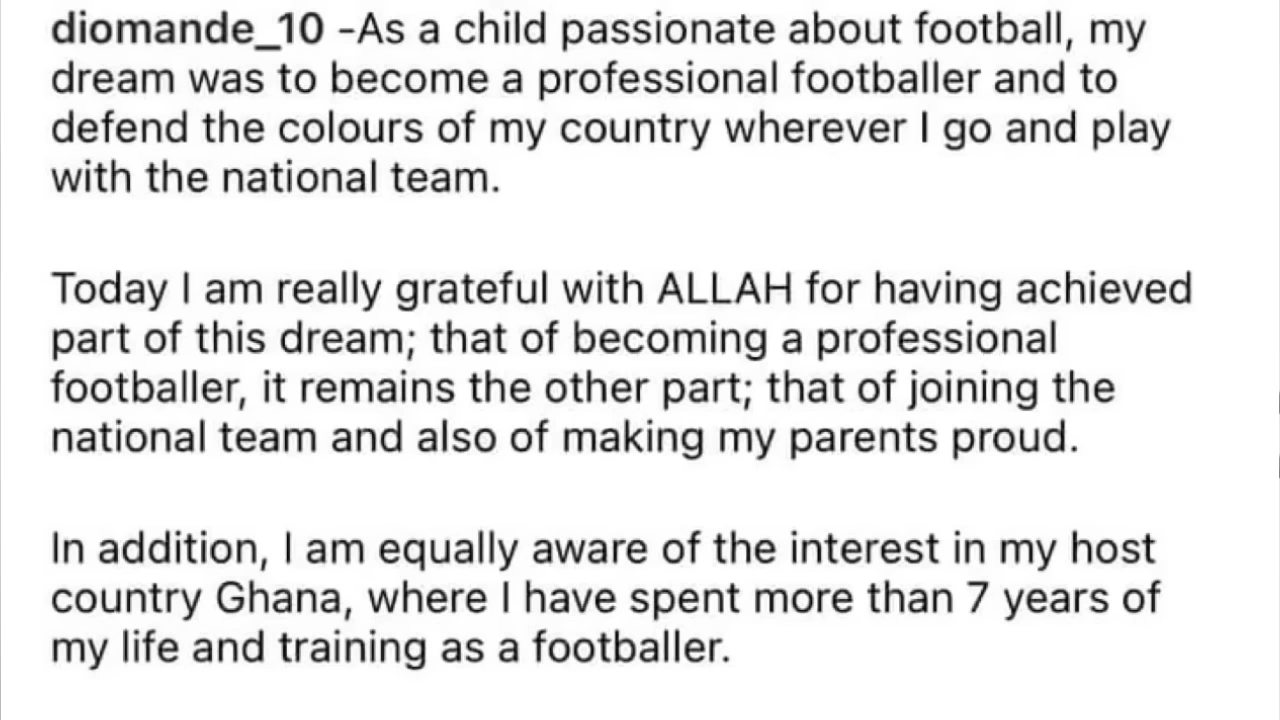 diomande_10 -As a child passionate about football, my
dream was to become a professional footballer and to
defend the colours of my country wherever I go and play
with the national team.
Today I am really grateful with ALLAH for having achieved
part of this dream; that of becoming a professional
footballer, it remains the other part; that of joining the
national team and also of making my parents proud.
In addition, I am equally aware of the interest in my host
country Ghana, where I have spent more than 7 years of
my life and training as a footballer.